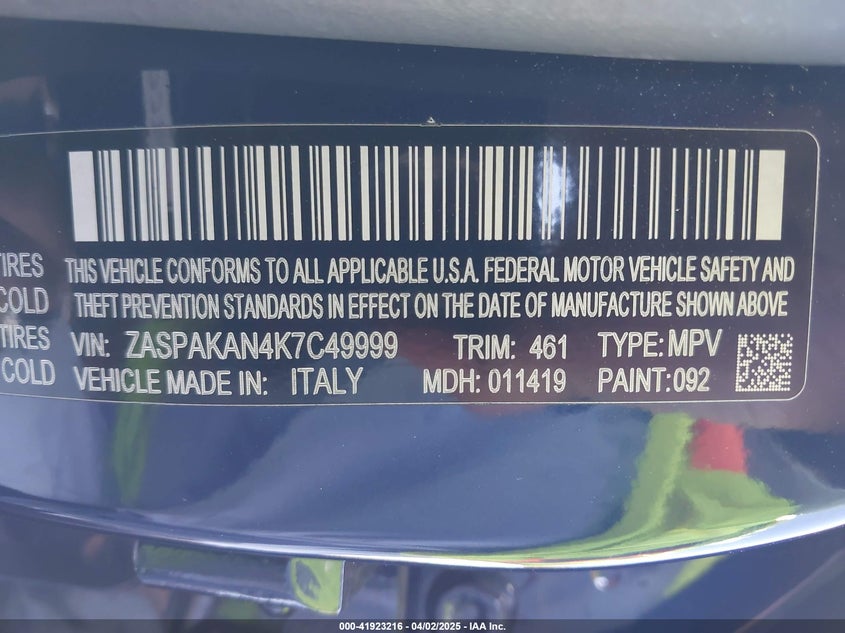 TIRES
COLD
TIRES
COLD
THIS VEHICLE CONFORMS TO ALL APPLICABLE U.S.A. FEDERAL MOTOR VEHICLE SAFETY AND
THEFT PREVENTION STANDARDS IN EFFECT ON THE DATE OF MANUFACTURE SHOWN ABOVE
VIN: ZASPAKAN4K7C49999 TRIM: 461 TYPE: MPV
VEHICLE MADE IN: ITALY MDH: 011419 PAINT: 092
000-41923216 - 04/02/2025 - IAA Inc.